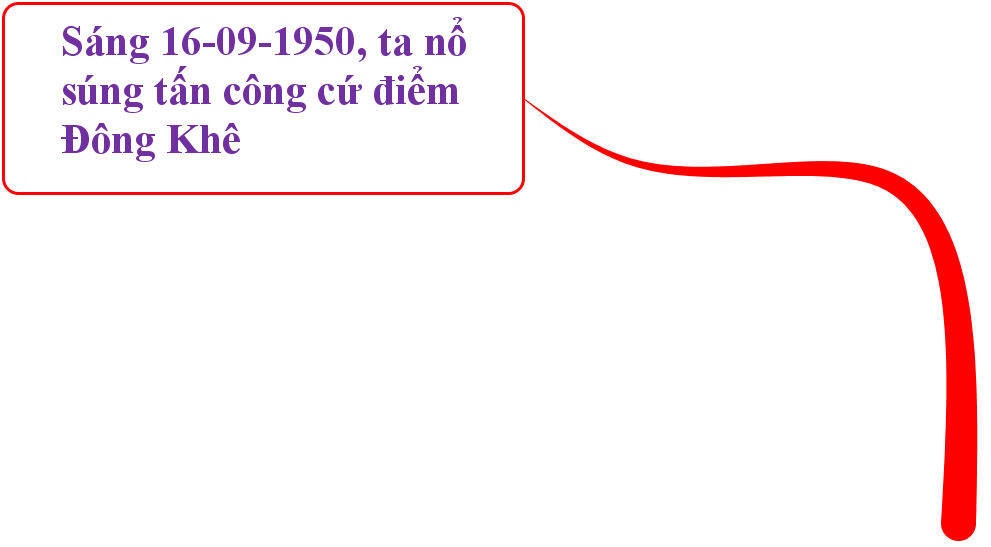 Sáng 16-09-1950, ta nổ
súng tấn công cứ điểm
Đông Khê